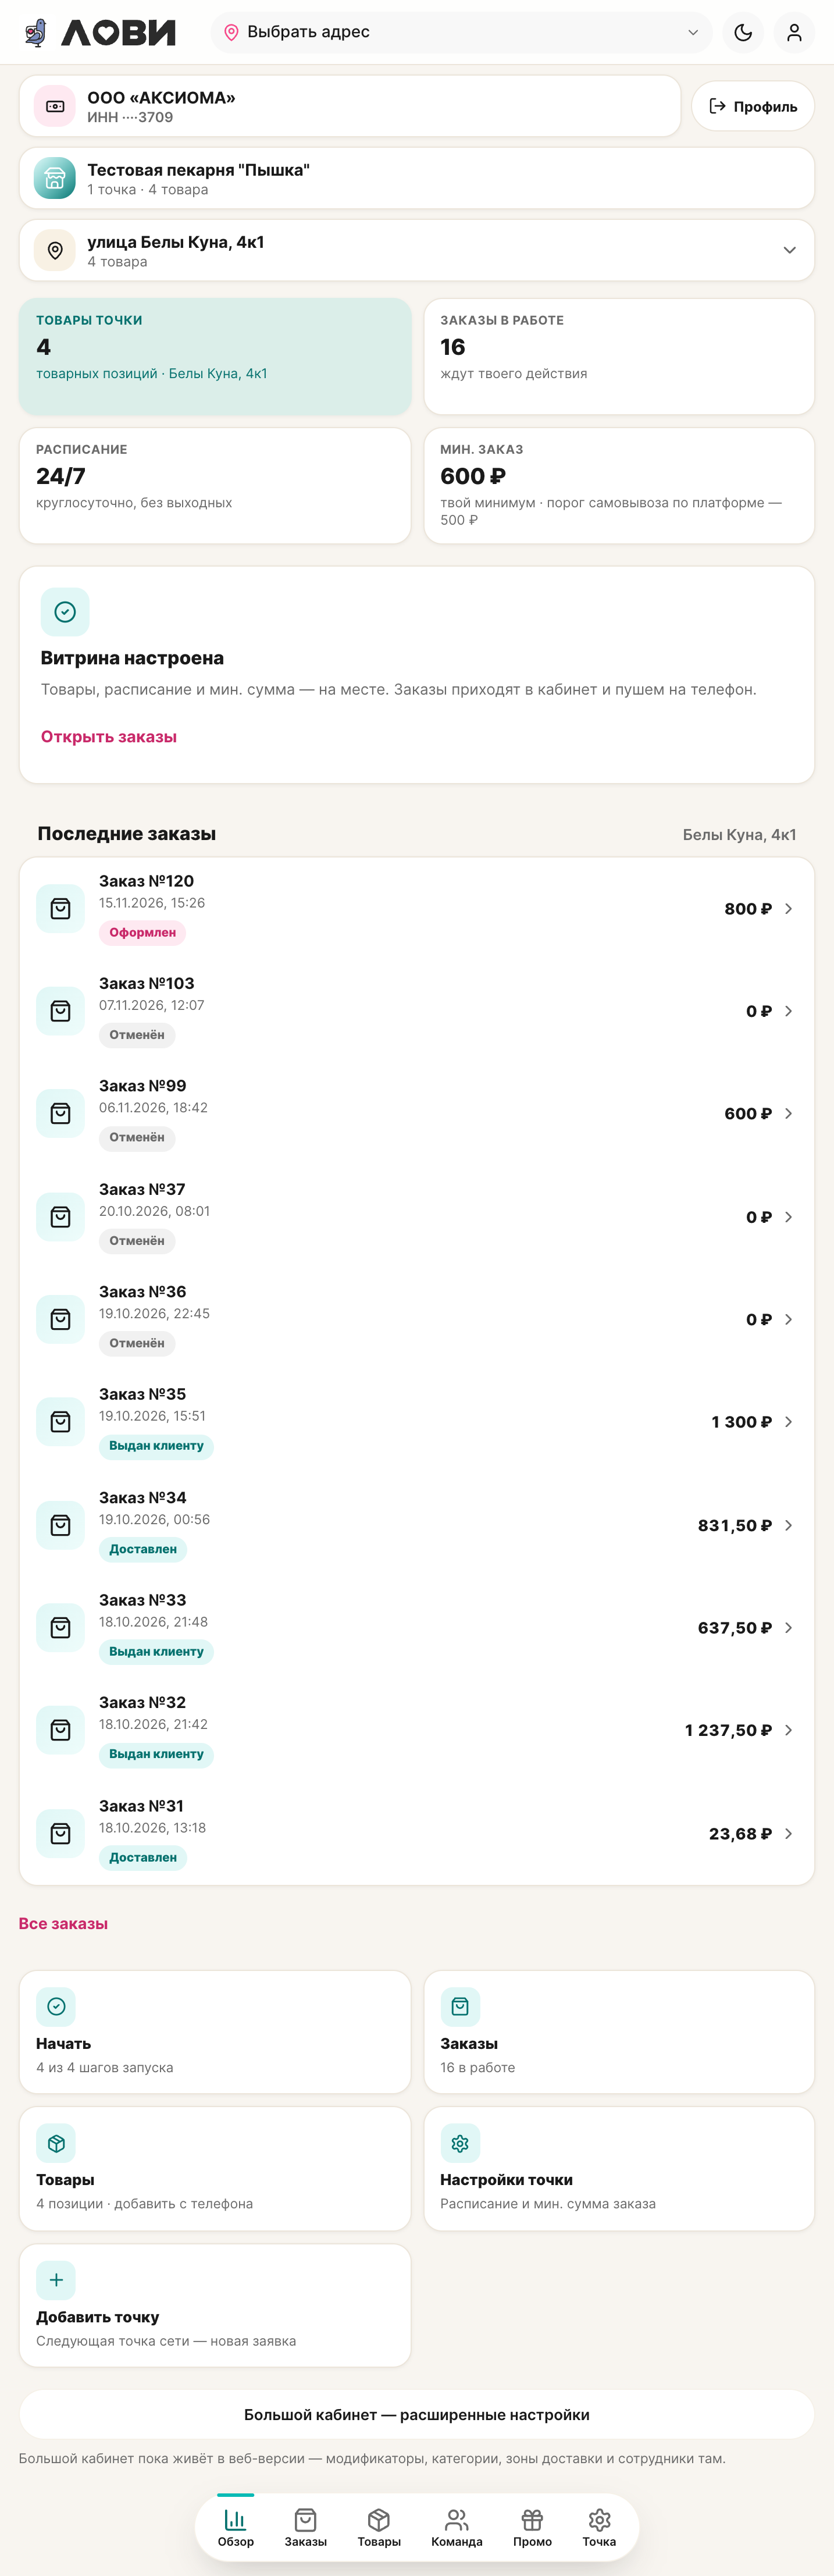 ЛОВИ
Выбрать адрес
ООО «АКСИОМА»
ИНН ····3709
Профиль
Тестовая пекарня "Пышка"
1 точка · 4 товара
улица Белы Куна, 4к1
4 товара
ТОВАРЫ ТОЧКИ
4
товарных позиций · Белы Куна, 4к1
ЗАКАЗЫ В РАБОТЕ
16
ждут твоего действия
РАСПИСАНИЕ
24/7
круглосуточно, без выходных
МИН. ЗАКАЗ
600 ₽
твой минимум · порог самовывоза по платформе —
500 ₽
Витрина настроена
Товары, расписание и мин. сумма — на месте. Заказы приходят в кабинет и пушем на телефон.
Открыть заказы
Последние заказы
Белы Куна, 4к1
Заказ №120
15.11.2026, 15:26
Оформлен
800 ₽
Заказ №103
07.11.2026, 12:07
Отменён
0 ₽
Заказ №99
06.11.2026, 18:42
Отменён
600 ₽
Заказ №37
20.10.2026, 08:01
Отменён
0 ₽
Заказ №36
19.10.2026, 22:45
Отменён
0 ₽
Заказ №35
19.10.2026, 15:51
Выдан клиенту
1 300 ₽
Заказ №34
19.10.2026, 00:56
Доставлен
831,50 ₽
Заказ №33
18.10.2026, 21:48
Выдан клиенту
637,50 ₽
Заказ №32
18.10.2026, 21:42
Выдан клиенту
1 237,50 ₽
Заказ №31
18.10.2026, 13:18
Доставлен
23,68 ₽
Все заказы
Начать
4 из 4 шагов запуска
Заказы
16 в работе
Товары
4 позиции · добавить с телефона
Настройки точки
Расписание и мин. сумма заказа
Добавить точку
Следующая точка сети — новая заявка
Большой кабинет — расширенные настройки
Большой кабинет пока живёт в веб-версии — модификаторы, категории, зоны доставки и сотрудники там.
Обзор
Заказы
Товары
Команда
Промо
Точка